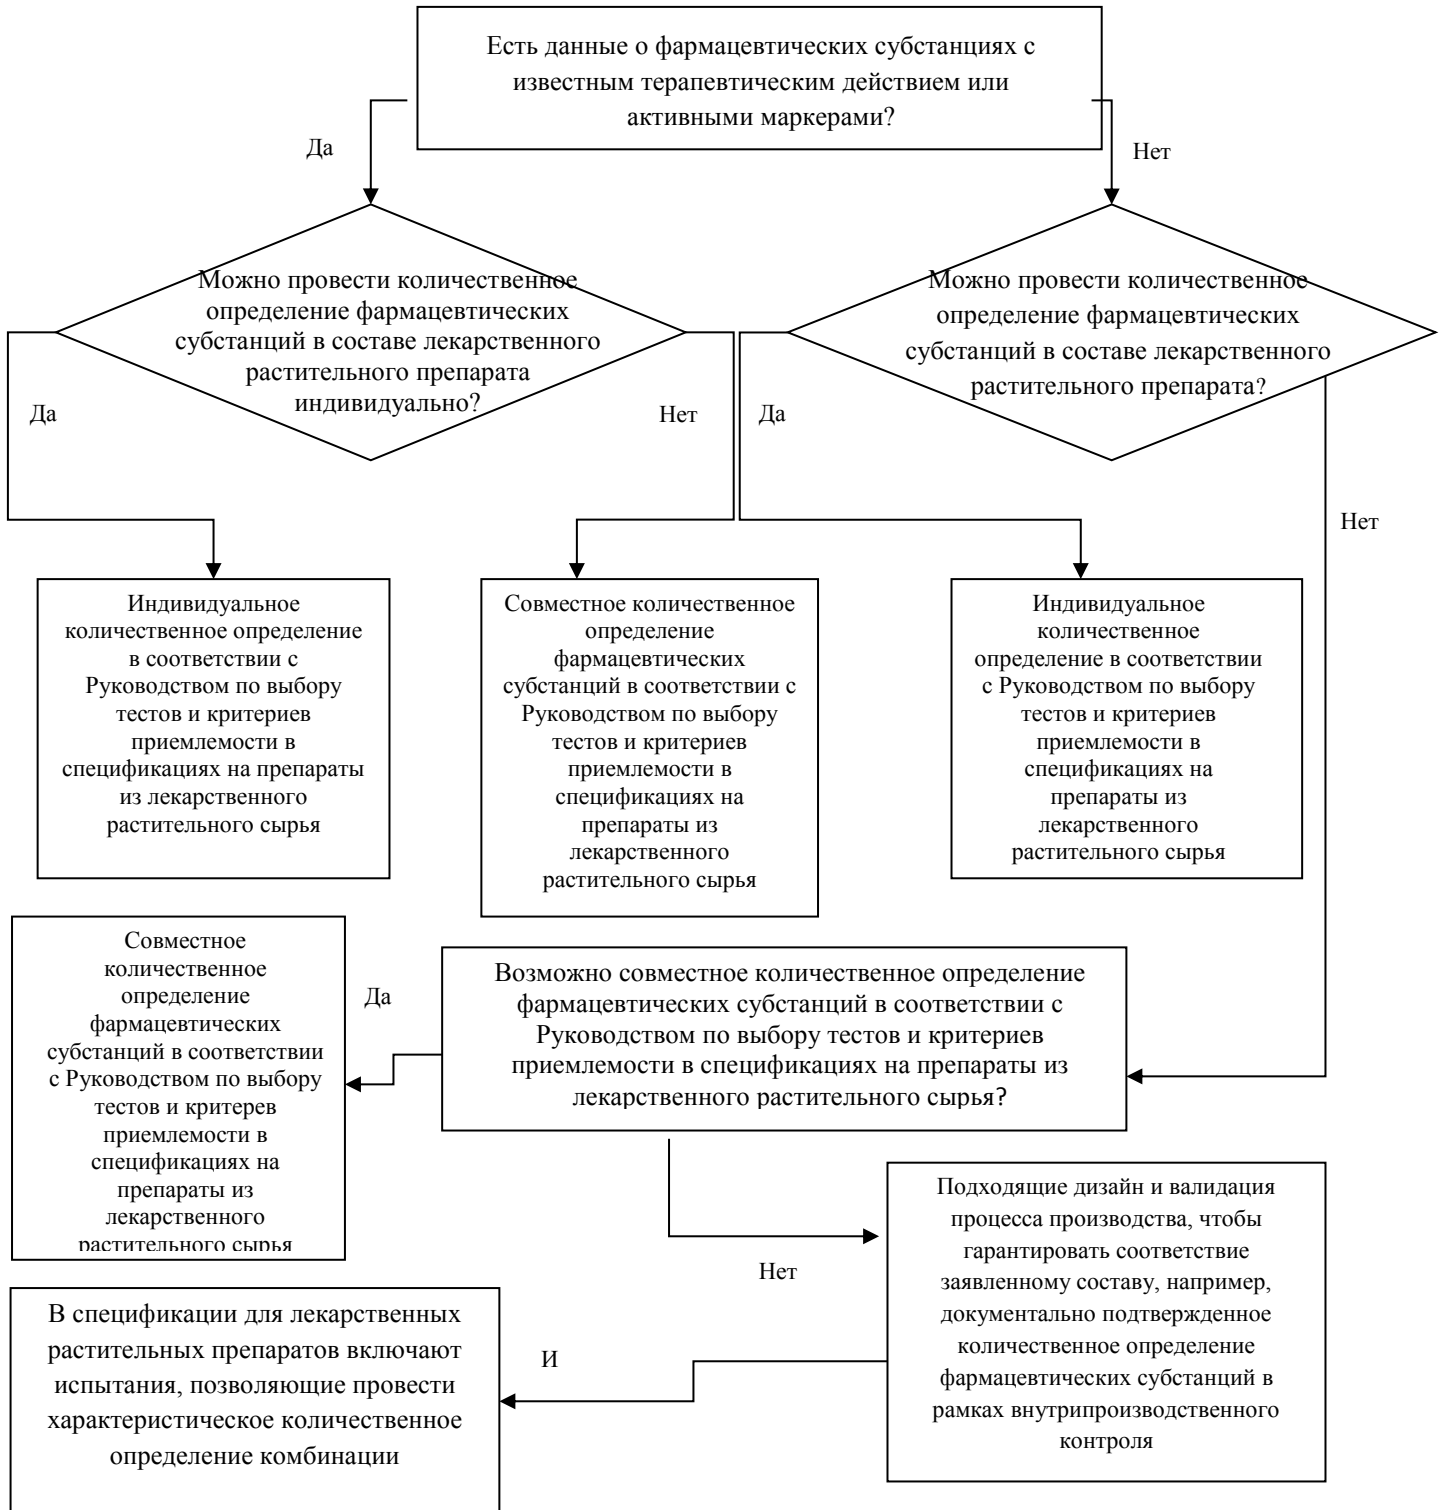 Есть данные о фармацевтических субстанциях с
известным терапевтическим действием или
активными маркерами?
Да
Нет
Можно провести количественное
определение фармацевтических
субстанций в составе лекарственного
растительного препарата
индивидуально?
Можно провести количественное
определение фармацевтических
субстанций в составе лекарственного
растительного препарата?
Да
Нет
Да
Нет
Индивидуальное
количественное определение
в соответствии с
Руководством по выбору
тестов и критериев
приемлемости в
спецификациях на препараты
из лекарственного
растительного сырья
Совместное количественное
определение
фармацевтических
субстанций в соответствии с
Руководством по выбору
тестов и критериев
приемлемости в
спецификациях на
препараты из
лекарственного
растительного сырья
Индивидуальное
количественное
определение в соответствии
с Руководством по выбору
тестов и критериев
приемлемости в
спецификациях на
препараты из
лекарственного
растительного сырья
Совместное
количественное
определение
фармацевтических
субстанций в соответствии
с Руководством по выбору
тестов и критерев
приемлемости в
спецификациях на
препараты из
лекарственного
растительного сырья
Да
Возможно совместное количественное определение
фармацевтических субстанций в соответствии с
Руководством по выбору тестов и критериев
приемлемости в спецификациях на препараты из
лекарственного растительного сырья?
Нет
Подходящие дизайн и валидация
процесса производства, чтобы
гарантировать соответствие
заявленному составу, например,
документально подтвержденное
количественное определение
фармацевтических субстанций в
рамках внутрипроизводственного
контроля
И
В спецификации для лекарственных
растительных препаратов включают
испытания, позволяющие провести
характеристическое количественное
определение комбинации